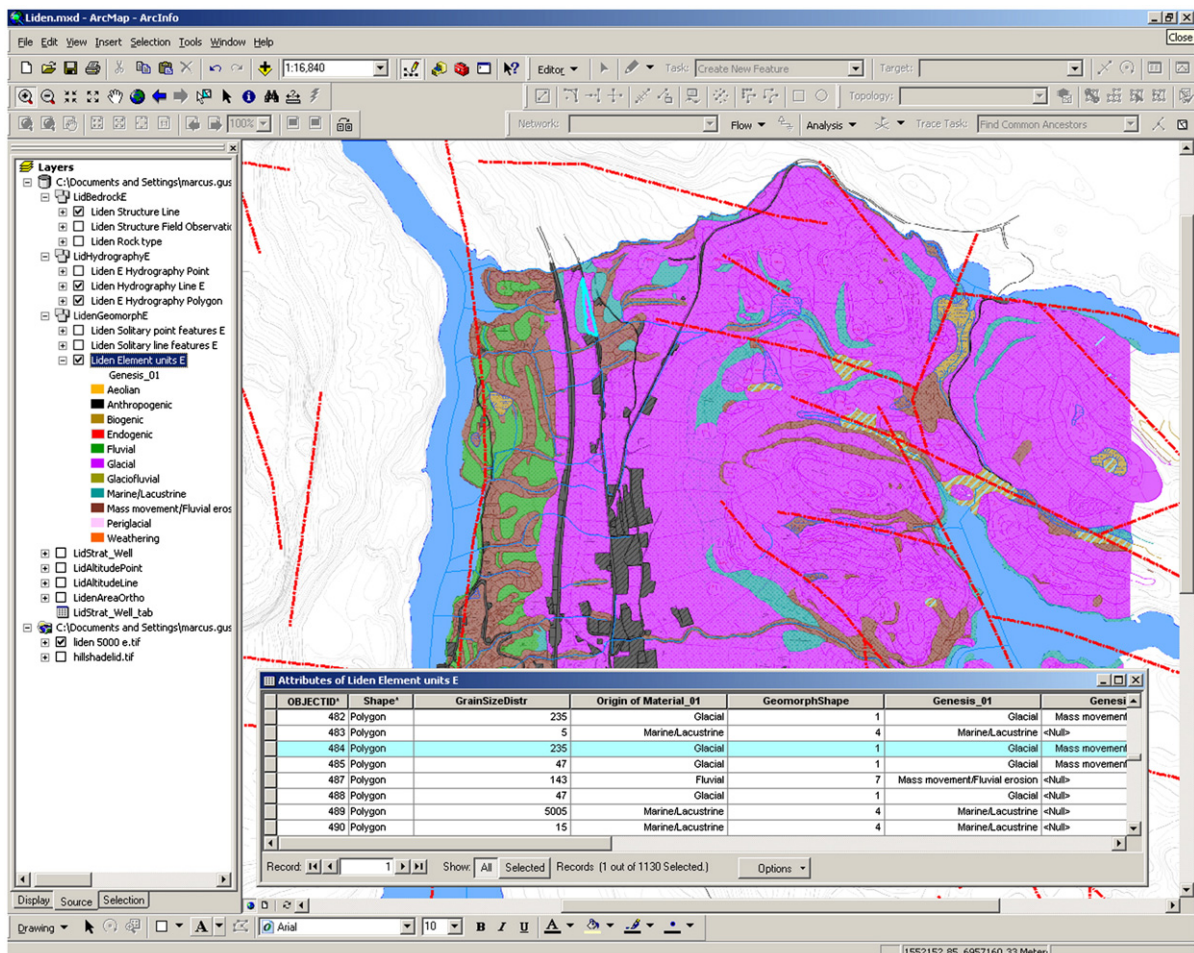 Liden.mxd - ArcMap - ArcInfo
File Edit View Insert Selection Tools Window Help
Close
1:16,840 Editor Task: Create New Feature Target:
Topology:
100% Network: Flow Analysis Trace Task: Find Common Ancestors
Layers
C:\Documents and Settings\marcus.gus
LidBedrockE
Liden Structure Line
Liden Structure Field Observatic
Liden Rock type
LidHydrographyE
Liden E Hydrography Point
Liden Hydrography Line E
Liden E Hydrography Polygon
LidenGeomorphE
Liden Solitary point features E
Liden Solitary line features E
Liden Element units E
Genesis_01
Aeolian
Anthropogenic
Biogenic
Endogenic
Fluvial
Glacial
Glaciofluvial
Marine/Lacustrine
Mass movement/Fluvial eros
Periglacial
Weathering
LidStrat_Well
LidAltitudePoint
LidAltitudeLine
LidenAreaOrtho
LidStrat_Well_tab
C:\Documents and Settings\marcus.gus
liden 5000 e.tif
hillshadelid.tif
Attributes of Liden Element units E
OBJECTID* Shape* GrainSizeDistr Origin of Material_01 GeomorphShape Genesis_01 Genesi
482 Polygon 235 Glacial 1 Glacial Mass movement
483 Polygon 5 Marine/Lacustrine 4 Marine/Lacustrine <Null>
484 Polygon 235 Glacial 1 Glacial Mass movement
485 Polygon 47 Glacial 1 Glacial Mass movement
487 Polygon 143 Fluvial 7 Mass movement/Fluvial erosion <Null>
488 Polygon 47 Glacial 1 Glacial <Null>
489 Polygon 5005 Marine/Lacustrine 4 Marine/Lacustrine <Null>
490 Polygon 15 Marine/Lacustrine 4 Marine/Lacustrine <Null>
Record: 1 Show: All Selected Records (1 out of 1130 Selected.) Options
Display Source Selection
Drawing A Arial 10 B I U A
1552152,85 6957160,33 Meter